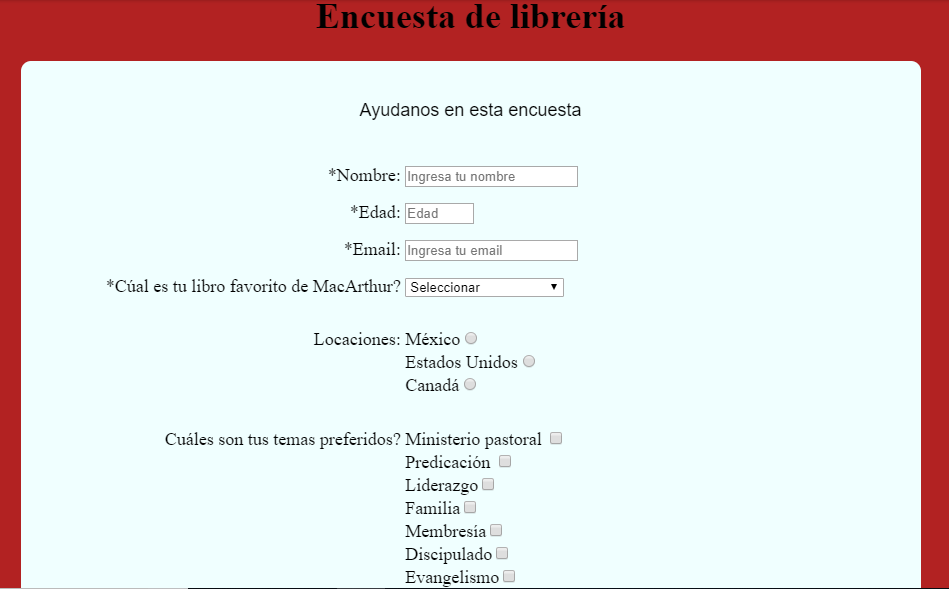 Encuesta de librería
Ayudanos en esta encuesta
*Nombre: Ingresa tu nombre
*Edad: Edad
*Email: Ingresa tu email
*Cúal es tu libro favorito de MacArthur? Seleccionar
Locaciones: México
Estados Unidos
Canadá
Cuáles son tus temas preferidos? Ministerio pastoral
Predicación
Liderazgo
Familia
Membresía
Discipulado
Evangelismo